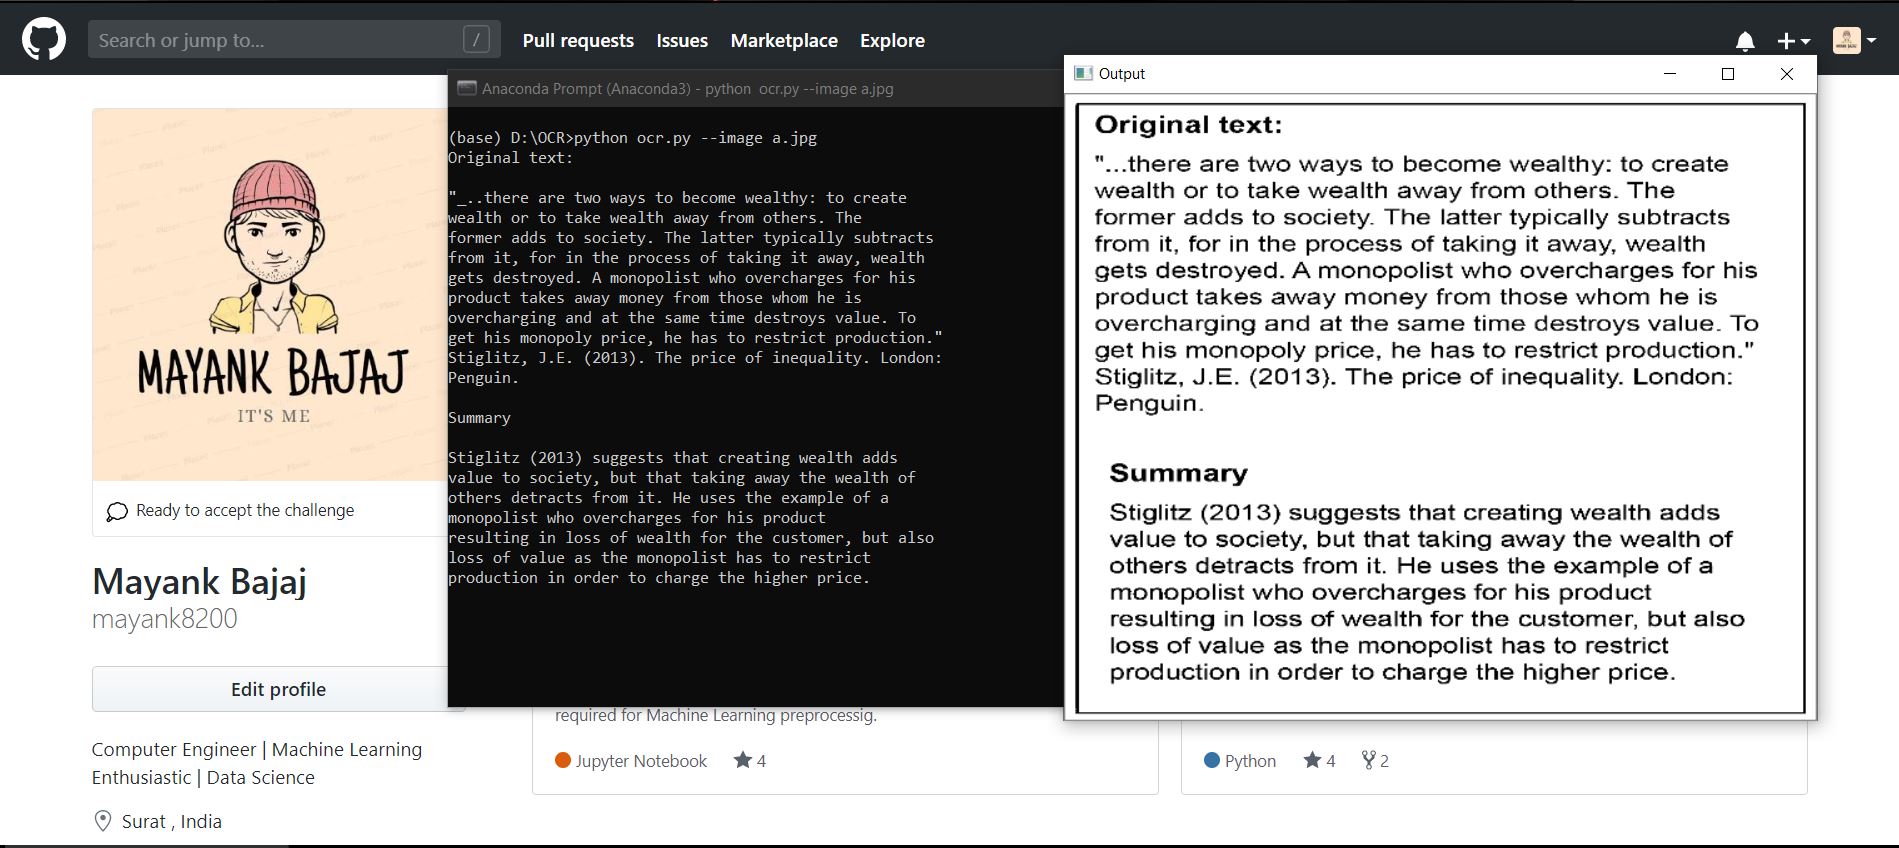 Search or jump to...
/
Pull requests
Issues
Marketplace
Explore
MAYANK BAJAJ
IT'S ME
Ready to accept the challenge
Mayank Bajaj
mayank8200
Edit profile
Computer Engineer | Machine Learning
Enthusiastic | Data Science
Surat , India
Anaconda Prompt (Anaconda3) - python  ocr.py --image a.jpg
(base) D:\OCR>python ocr.py --image a.jpg
Original text:
"_..there are two ways to become wealthy: to create
wealth or to take wealth away from others. The
former adds to society. The latter typically subtracts
from it, for in the process of taking it away, wealth
gets destroyed. A monopolist who overcharges for his
product takes away money from those whom he is
overcharging and at the same time destroys value. To
get his monopoly price, he has to restrict production."
Stiglitz, J.E. (2013). The price of inequality. London:
Penguin.
Summary
Stiglitz (2013) suggests that creating wealth adds
value to society, but that taking away the wealth of
others detracts from it. He uses the example of a
monopolist who overcharges for his product
resulting in loss of wealth for the customer, but also
loss of value as the monopolist has to restrict
production in order to charge the higher price.
Output
Original text:
"...there are two ways to become wealthy: to create
wealth or to take wealth away from others. The
former adds to society. The latter typically subtracts
from it, for in the process of taking it away, wealth
gets destroyed. A monopolist who overcharges for his
product takes away money from those whom he is
overcharging and at the same time destroys value. To
get his monopoly price, he has to restrict production."
Stiglitz, J.E. (2013). The price of inequality. London:
Penguin.
Summary
Stiglitz (2013) suggests that creating wealth adds
value to society, but that taking away the wealth of
others detracts from it. He uses the example of a
monopolist who overcharges for his product
resulting in loss of wealth for the customer, but also
loss of value as the monopolist has to restrict
production in order to charge the higher price.
required for Machine Learning preprocessig.
Jupyter Notebook
4
Python
4
2